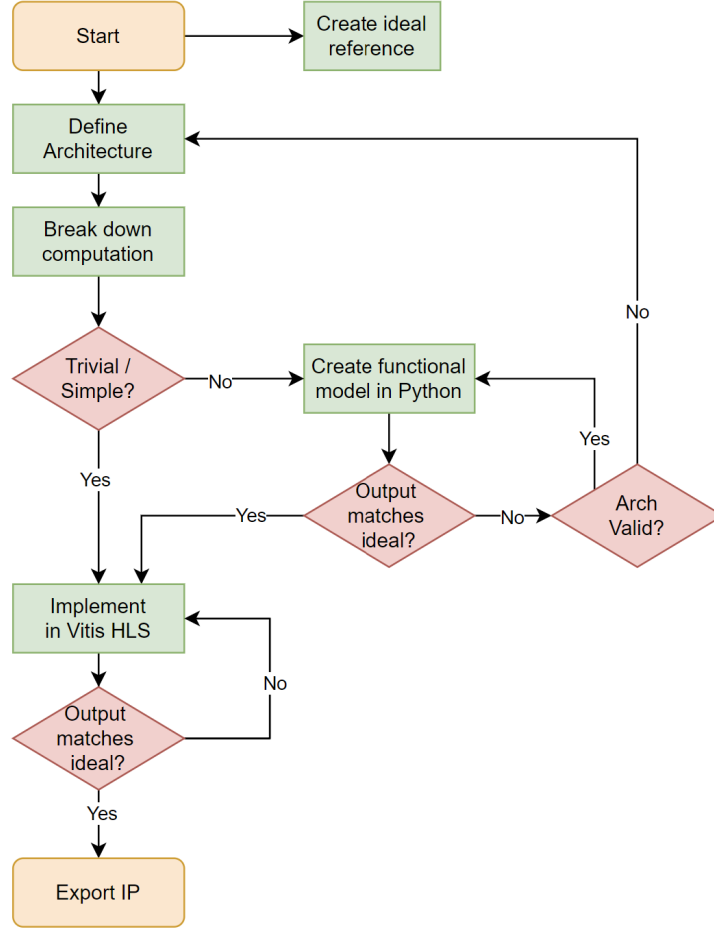 Start
Create ideal
reference
Define
Architecture
Break down
computation
No
Trivial /
Simple?
No
Create functional
model in Python
Yes
Yes
Output
matches
ideal?
Yes
No
Arch
Valid?
Implement
in Vitis HLS
No
Output
matches
ideal?
Yes
Export IP